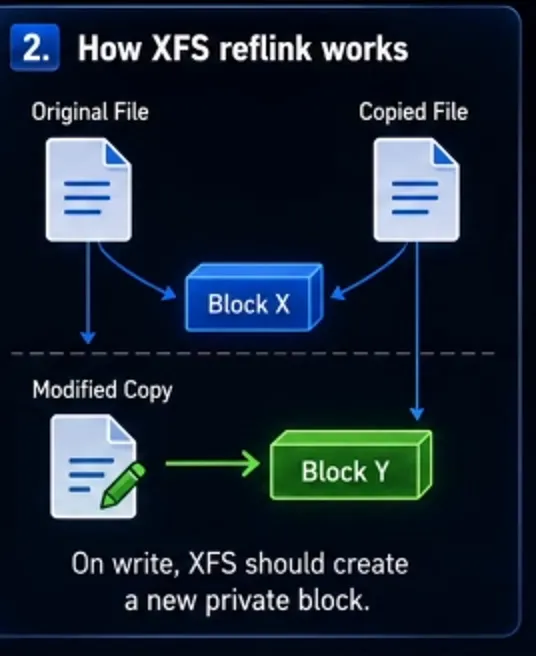 2. How XFS reflink works
Original File
Copied File
Block X
Modified Copy
Block Y
On write, XFS should create
a new private block.